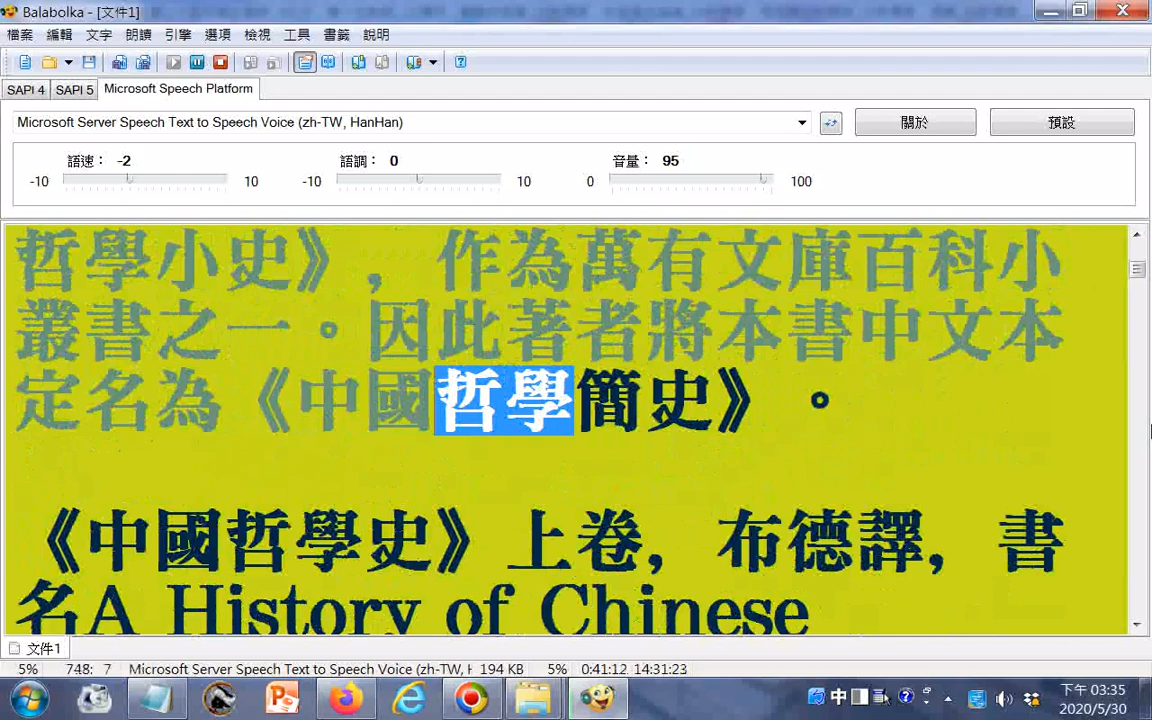 Balabolka - [文件1]
檔案 編輯 文字 朗讀 引擎 選項 檢視 工具 書籤 說明
SAPI 4 SAPI 5 Microsoft Speech Platform
Microsoft Server Speech Text to Speech Voice (zh-TW, HanHan) 關於 預設
語速： -2 語調： 0 音量： 95
-10 10 -10 10 0 100
哲學小史》，作為萬有文庫百科小
叢書之一。因此著者將本書中文本
定名為《中國哲學簡史》。
《中國哲學史》上卷，布德譯，書
名A History of Chinese
文件1
5% 748: 7 Microsoft Server Speech Text to Speech Voice (zh-TW, H 194 KB 5% 0:41:12 14:31:23
中 下午 03:35
2020/5/30